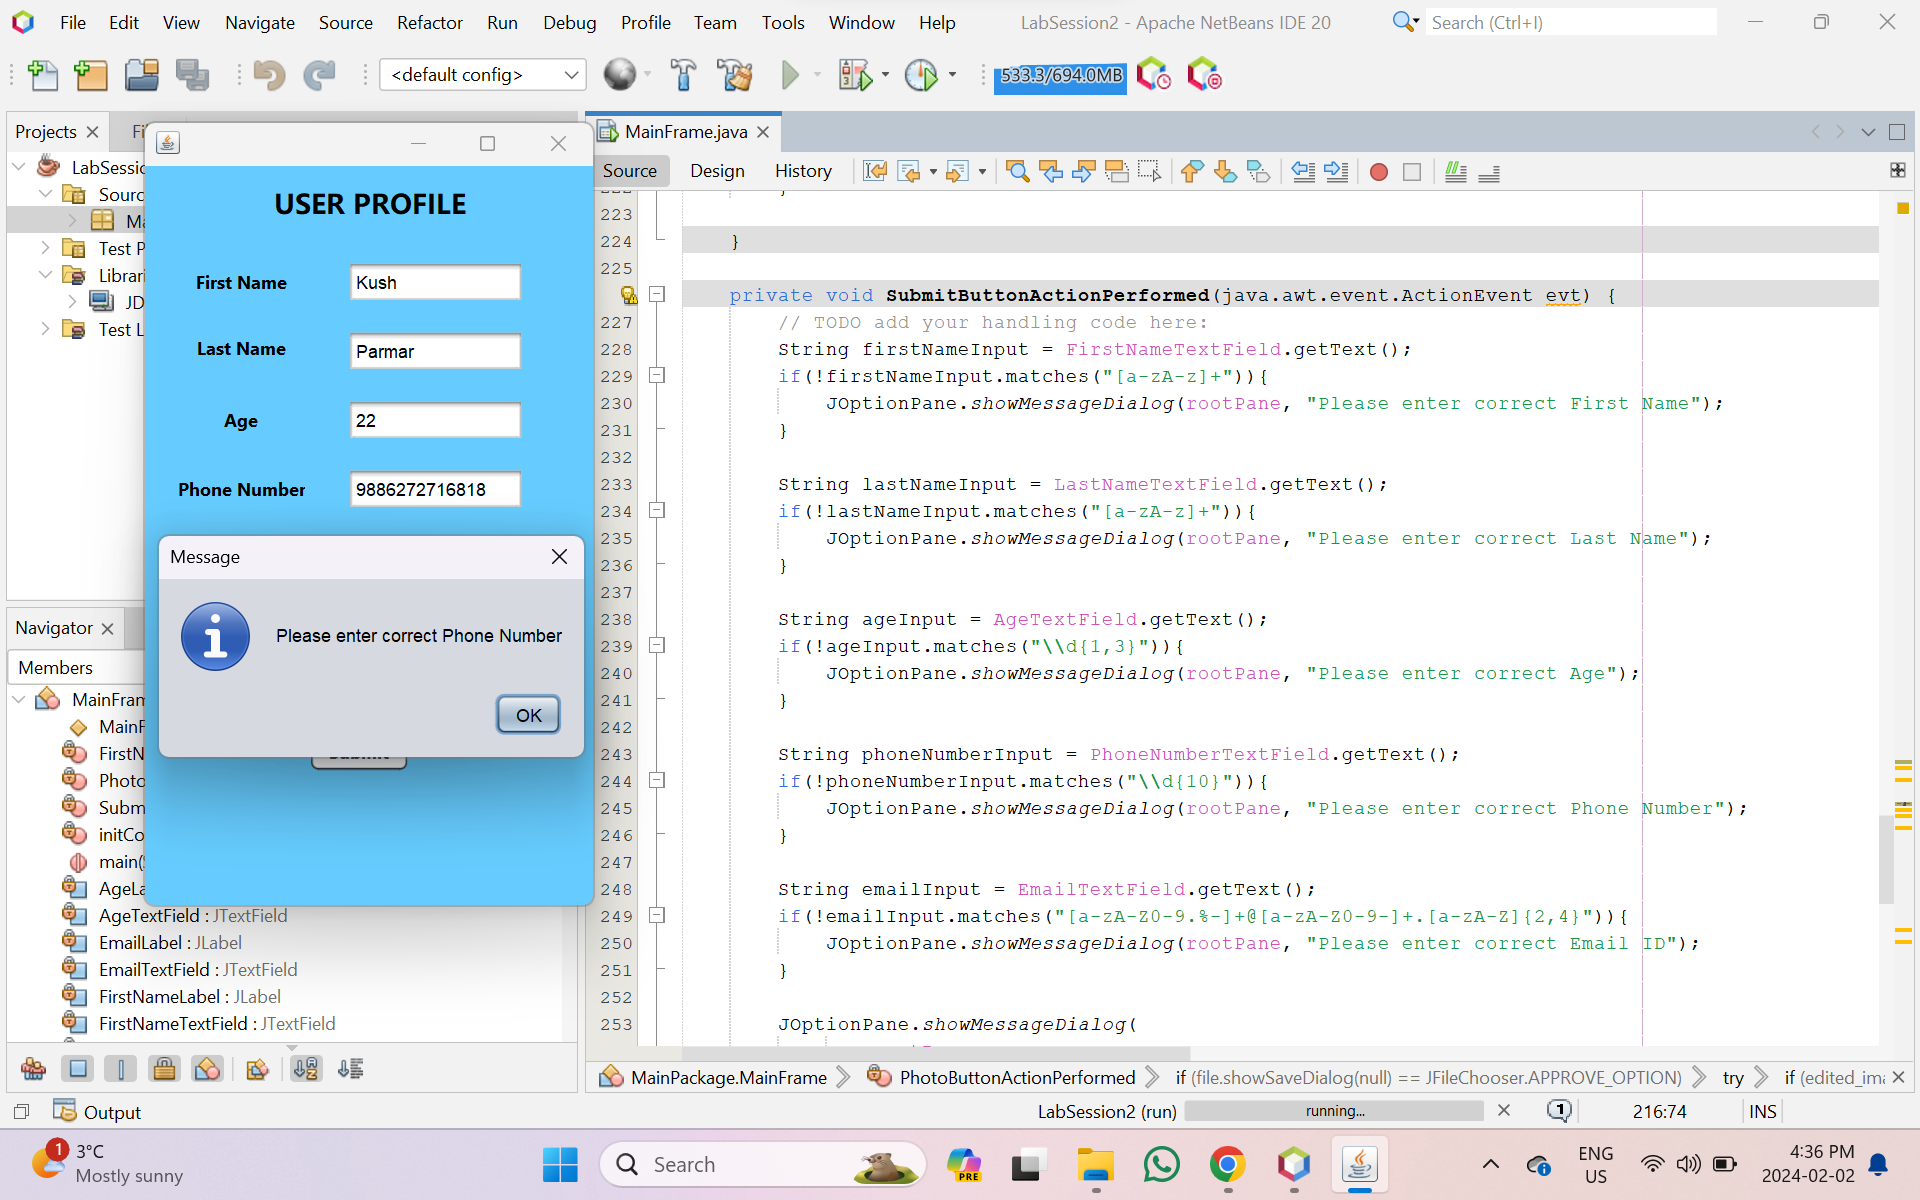 File Edit View Navigate Source Refactor Run Debug Profile Team Tools Window Help LabSession2 - Apache NetBeans IDE 20 Search (Ctrl+I)
<default config> 533.3/694.0MB
Projects
LabSessio
Sourc
Ma
Test P
Librari
JD
Test L
USER PROFILE
First Name Kush
Last Name Parmar
Age 22
Phone Number 9886272716818
Message
Please enter correct Phone Number
OK
Navigator
Members
MainFram
MainF
FirstN
Photo
Subm
initCo
main(S
AgeLa
AgeTextField : JTextField
EmailLabel : JLabel
EmailTextField : JTextField
FirstNameLabel : JLabel
FirstNameTextField : JTextField
MainFrame.java
Source Design History
223
224 }
225
private void SubmitButtonActionPerformed(java.awt.event.ActionEvent evt) {
227 // TODO add your handling code here:
228 String firstNameInput = FirstNameTextField.getText();
229 if(!firstNameInput.matches("[a-zA-z]+")){
230 JOptionPane.showMessageDialog(rootPane, "Please enter correct First Name");
231 }
232
233 String lastNameInput = LastNameTextField.getText();
234 if(!lastNameInput.matches("[a-zA-z]+")){
235 JOptionPane.showMessageDialog(rootPane, "Please enter correct Last Name");
236 }
237
238 String ageInput = AgeTextField.getText();
239 if(!ageInput.matches("\\d{1,3}")){
240 JOptionPane.showMessageDialog(rootPane, "Please enter correct Age");
241 }
242
243 String phoneNumberInput = PhoneNumberTextField.getText();
244 if(!phoneNumberInput.matches("\\d{10}")){
245 JOptionPane.showMessageDialog(rootPane, "Please enter correct Phone Number");
246 }
247
248 String emailInput = EmailTextField.getText();
249 if(!emailInput.matches("[a-zA-Z0-9.%-]+@[a-zA-Z0-9-]+.[a-zA-Z]{2,4}")){
250 JOptionPane.showMessageDialog(rootPane, "Please enter correct Email ID");
251 }
252
253 JOptionPane.showMessageDialog(
MainPackage.MainFrame PhotoButtonActionPerformed if (file.showSaveDialog(null) == JFileChooser.APPROVE_OPTION) try if (edited_ima
Output LabSession2 (run) running... 1 216:74 INS
1 3°C
Mostly sunny
Search
PRE
ENG
US
4:36 PM
2024-02-02